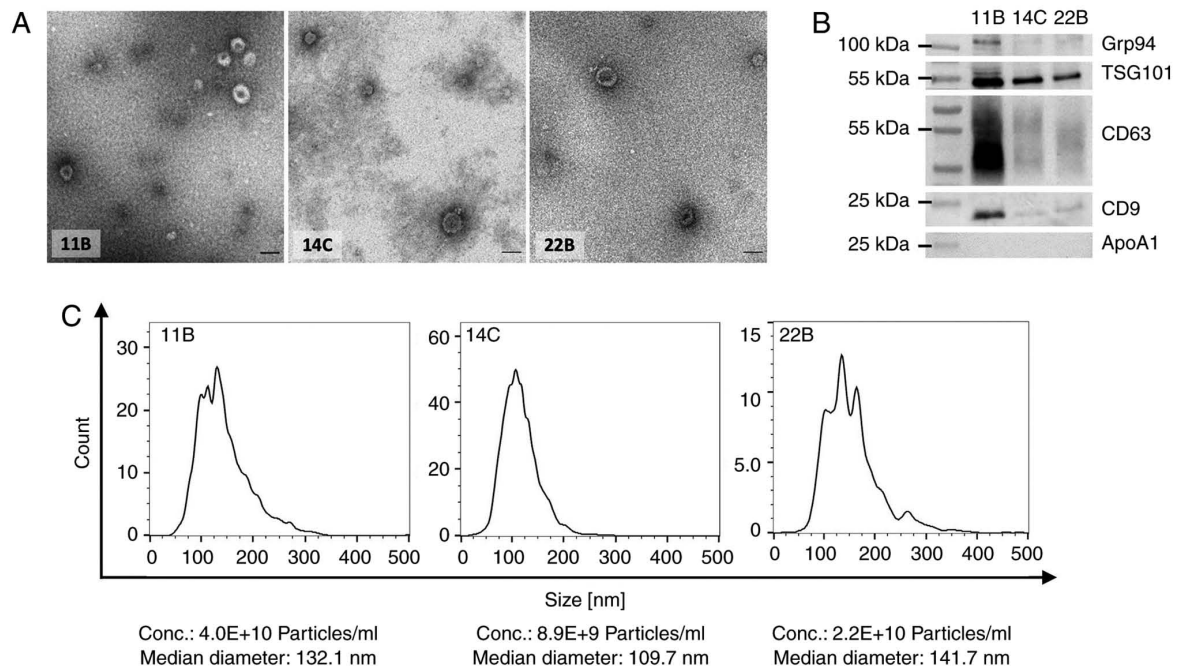 A
11B
14C
22B
B
11B 14C 22B
100 kDa
Grp94
55 kDa
TSG101
55 kDa
CD63
25 kDa
CD9
25 kDa
ApoA1
C
Count
11B
30
20
10
0
0 100 200 300 400 500
14C
60
40
20
0
0 100 200 300 400 500
22B
15
10
5.0
0
0 100 200 300 400 500
Size [nm]
Conc.: 4.0E+10 Particles/ml
Median diameter: 132.1 nm
Conc.: 8.9E+9 Particles/ml
Median diameter: 109.7 nm
Conc.: 2.2E+10 Particles/ml
Median diameter: 141.7 nm